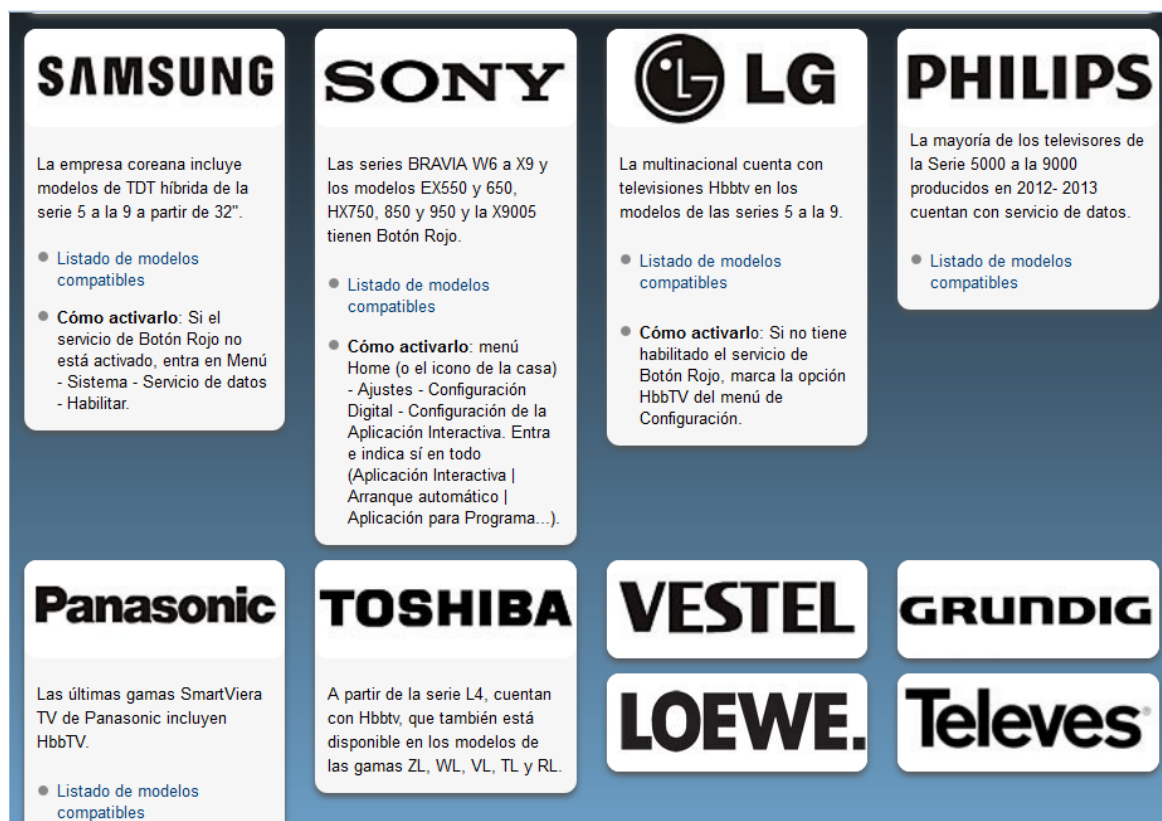 SAMSUNG
La empresa coreana incluye
modelos de TDT híbrida de la
serie 5 a la 9 a partir de 32".
Listado de modelos
compatibles
Cómo activarlo: Si el
servicio de Botón Rojo no
está activado, entra en Menú
- Sistema - Servicio de datos
- Habilitar.
SONY
Las series BRAVIA W6 a X9 y
los modelos EX550 y 650,
HX750, 850 y 950 y la X9005
tienen Botón Rojo.
Listado de modelos
compatibles
Cómo activarlo: menú
Home (o el icono de la casa)
- Ajustes - Configuración
Digital - Configuración de la
Aplicación Interactiva. Entra
e indica sí en todo
(Aplicación Interactiva |
Arranque automático |
Aplicación para Programa...).
LG
La multinacional cuenta con
televisiones Hbbtv en los
modelos de las series 5 a la 9.
Listado de modelos
compatibles
Cómo activarlo: Si no tiene
habilitado el servicio de
Botón Rojo, marca la opción
HbbTV del menú de
Configuración.
PHILIPS
La mayoría de los televisores de
la Serie 5000 a la 9000
producidos en 2012- 2013
cuentan con servicio de datos.
Listado de modelos
compatibles
Panasonic
Las últimas gamas SmartViera
TV de Panasonic incluyen
HbbTV.
Listado de modelos
compatibles
TOSHIBA
A partir de la serie L4, cuentan
con Hbbtv, que también está
disponible en los modelos de
las gamas ZL, WL, VL, TL y RL.
VESTEL
GRUNDIG
LOEWE.
Televes